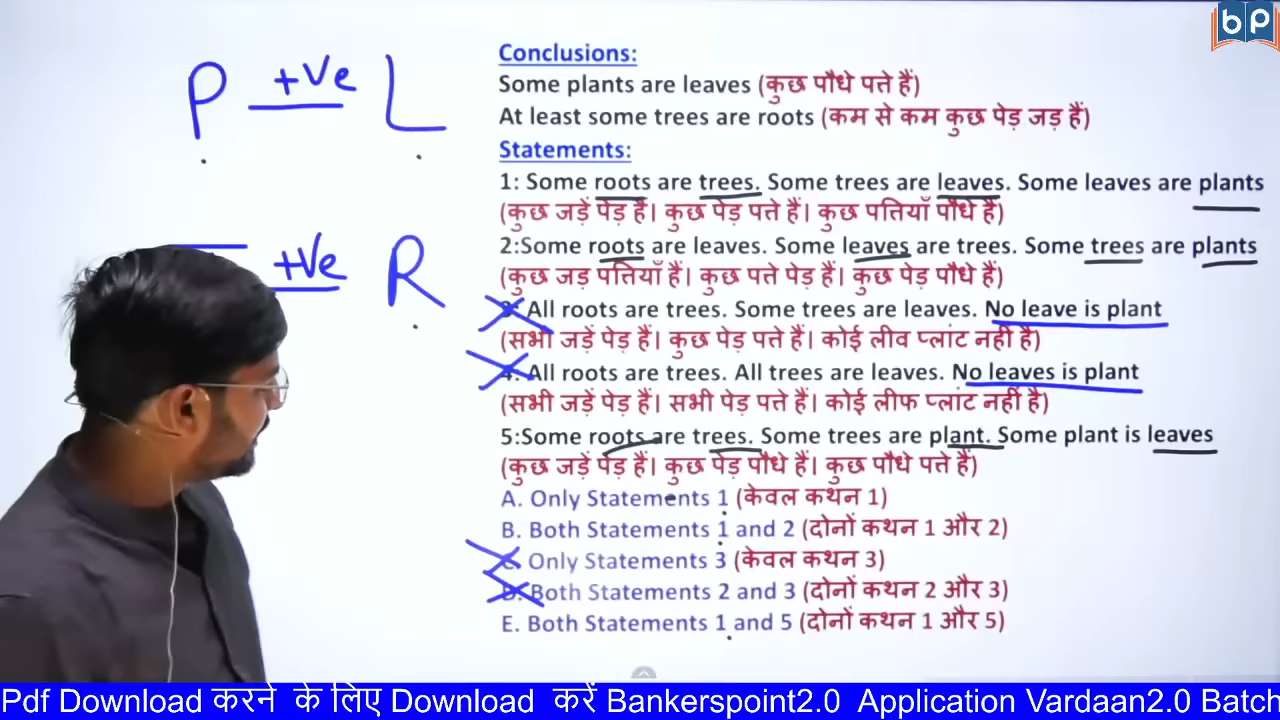 bp
P +ve L
+ve R
Conclusions:
Some plants are leaves (कुछ पौधे पत्ते हैं)
At least some trees are roots (कम से कम कुछ पेड़ जड़ हैं)
Statements:
1: Some roots are trees. Some trees are leaves. Some leaves are plants
(कुछ जड़ें पेड़ हैं। कुछ पेड़ पत्ते हैं। कुछ पत्तियाँ पौधे हैं)
2:Some roots are leaves. Some leaves are trees. Some trees are plants
(कुछ जड़ पत्तियाँ हैं। कुछ पत्ते पेड़ हैं। कुछ पेड़ पौधे हैं)
3: All roots are trees. Some trees are leaves. No leave is plant
(सभी जड़ें पेड़ हैं। कुछ पेड़ पत्ते हैं। कोई लीव प्लांट नहीं है)
4: All roots are trees. All trees are leaves. No leaves is plant
(सभी जड़ें पेड़ हैं। सभी पेड़ पत्ते हैं। कोई लीफ प्लांट नहीं है)
5:Some roots are trees. Some trees are plant. Some plant is leaves
(कुछ जड़ें पेड़ हैं। कुछ पेड़ पौधे हैं। कुछ पौधे पत्ते हैं)
A. Only Statements 1 (केवल कथन 1)
B. Both Statements 1 and 2 (दोनों कथन 1 और 2)
C. Only Statements 3 (केवल कथन 3)
D. Both Statements 2 and 3 (दोनों कथन 2 और 3)
E. Both Statements 1 and 5 (दोनों कथन 1 और 5)
Pdf Download करने के लिए Download करें Bankerspoint2.0 Application Vardaan2.0 Batch